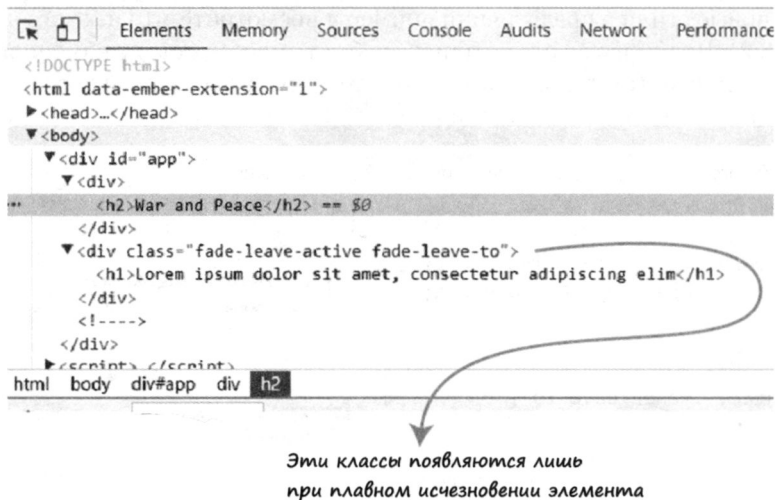 Elements Memory Sources Console Audits Network Performance
<!DOCTYPE html>
<html data-ember-extension="1">
▶<head>…</head>
▼<body>
▼<div id="app">
▼<div>
… <h2>War and Peace</h2> == $0
</div>
▼<div class="fade-leave-active fade-leave-to">
<h1>Lorem ipsum dolor sit amet, consectetur adipiscing elim</h1>
</div>
<!---->
</div>
▶<script> </script>
html body div#app div h2
Эти классы появляются лишь
при плавном исчезновении элемента